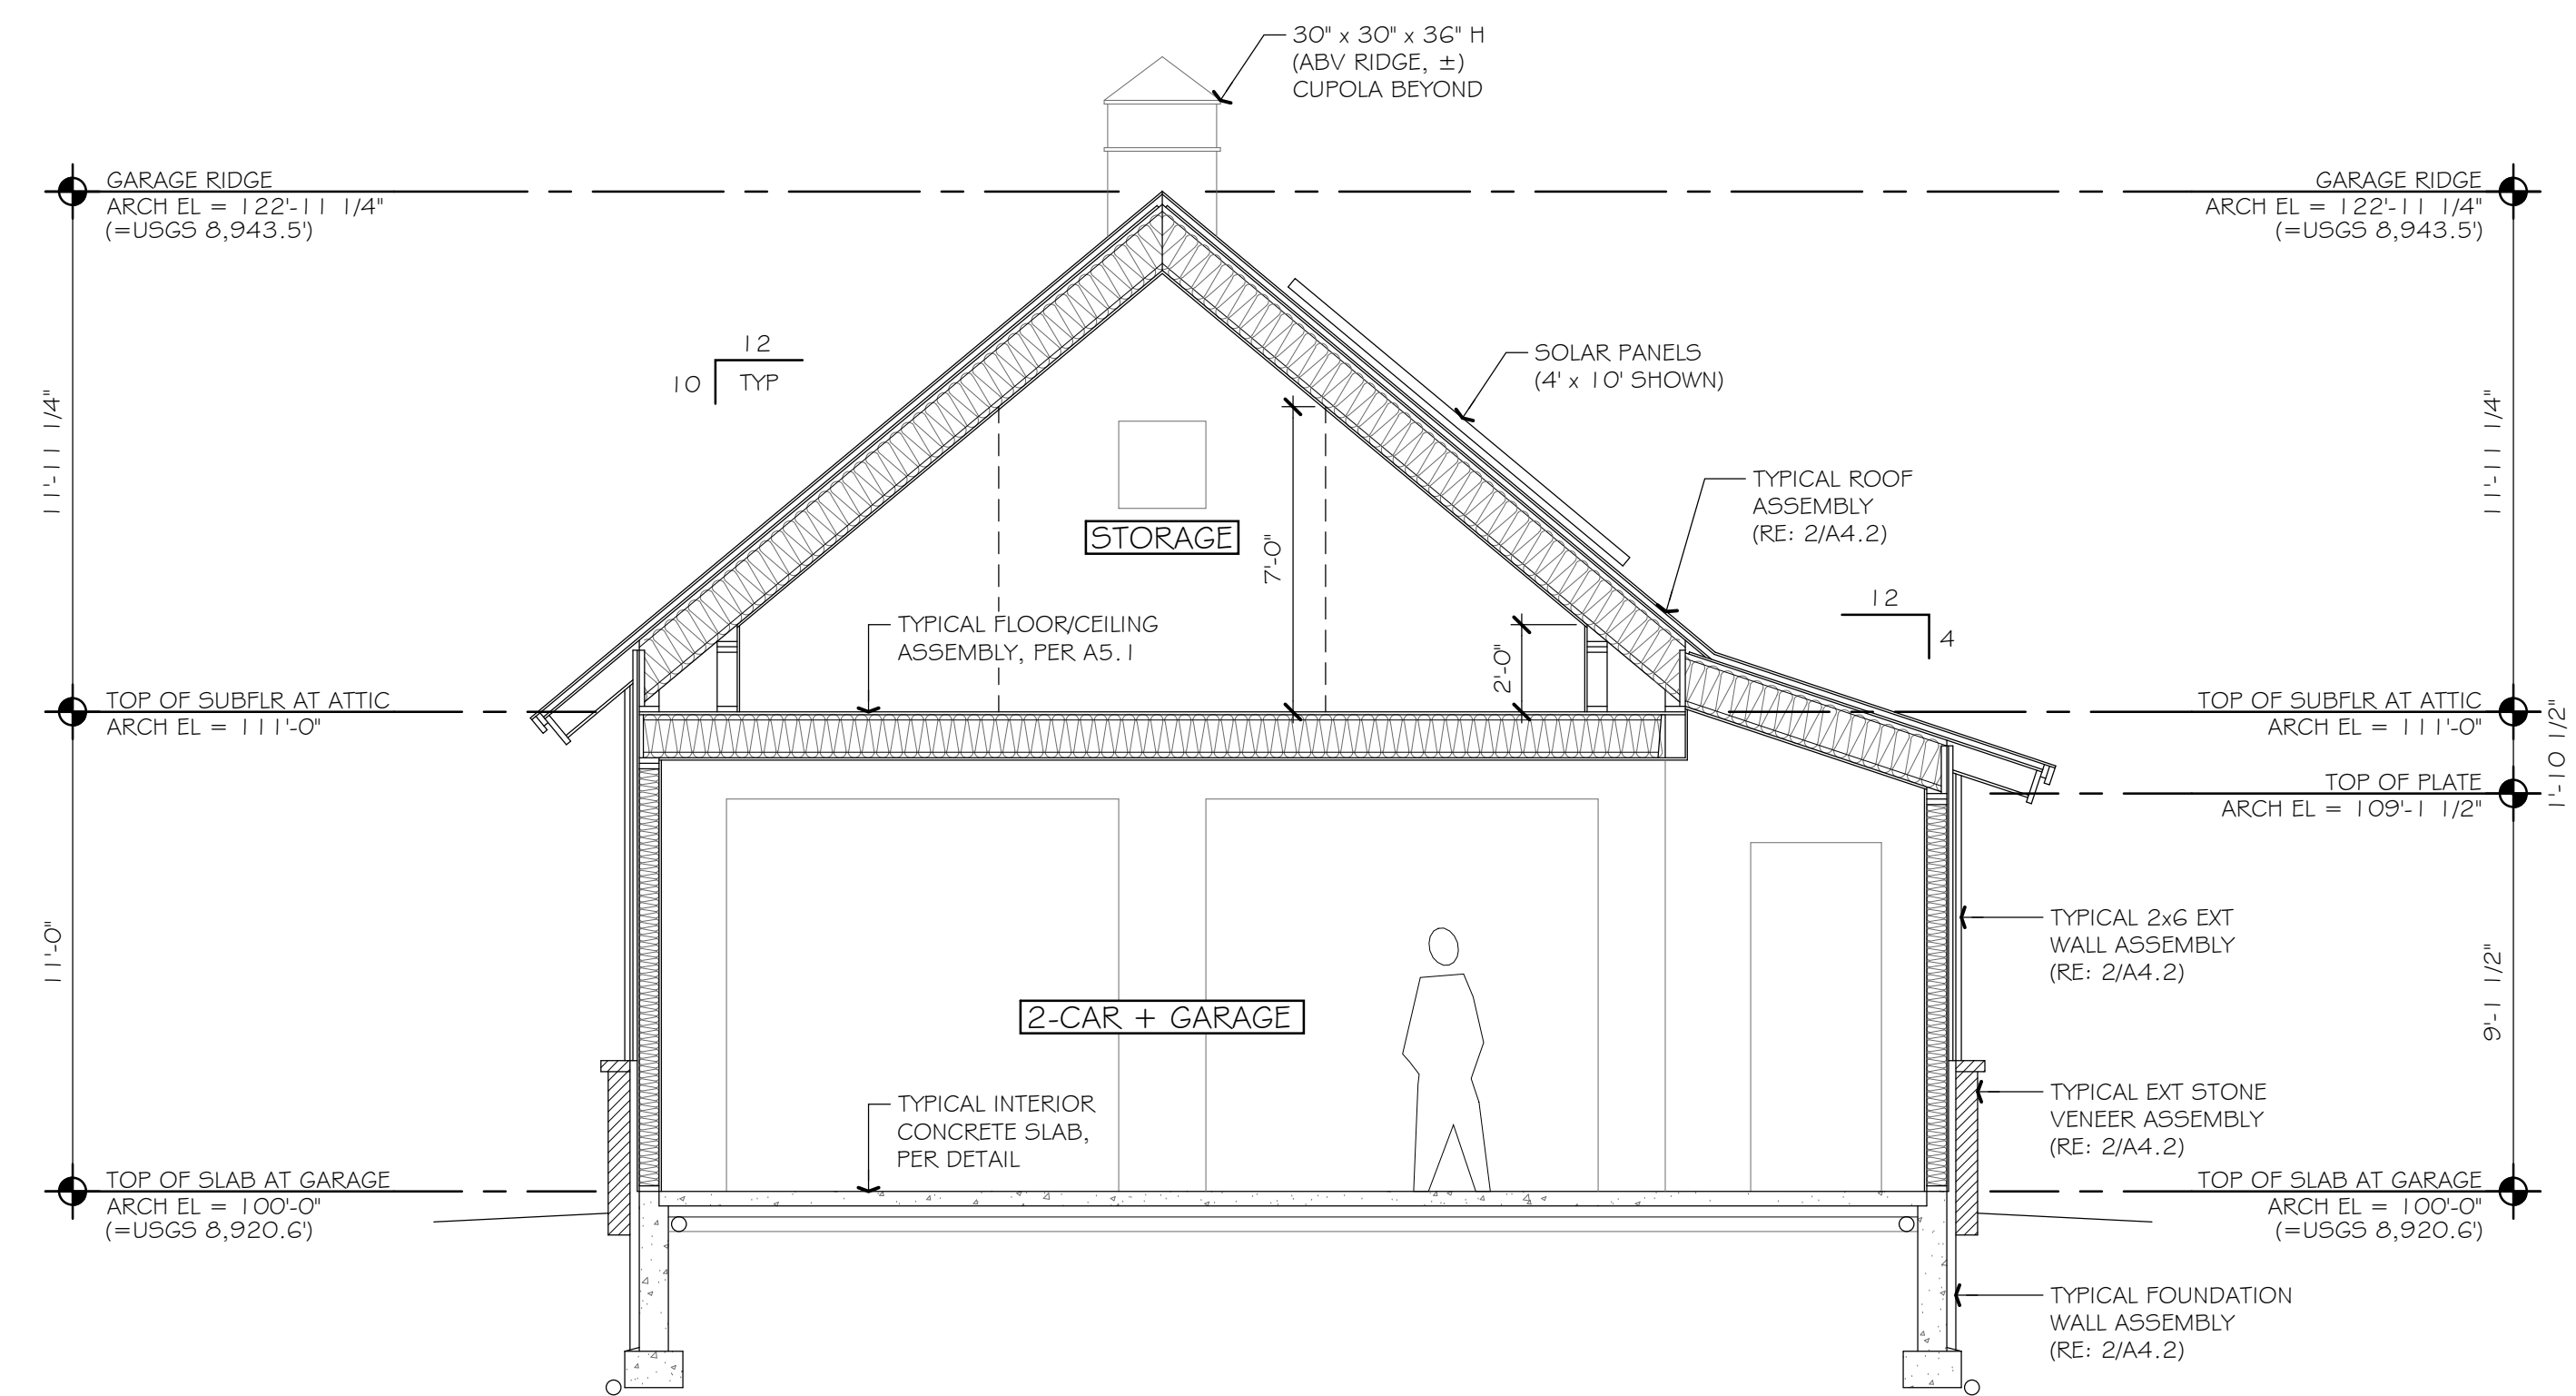 30" x 30" x 36" H
(ABV RIDGE, ±)
CUPOLA BEYOND
GARAGE RIDGE
ARCH EL = 122'-11 1/4"
(=USGS 8,943.5')
GARAGE RIDGE
ARCH EL = 122'-11 1/4"
(=USGS 8,943.5')
12
10
TYP
SOLAR PANELS
(4' x 10' SHOWN)
11'-11 1/4"
11'-11 1/4"
TYPICAL ROOF
ASSEMBLY
(RE: 2/A4.2)
STORAGE
7'-0"
12
4
TYPICAL FLOOR/CEILING
ASSEMBLY, PER A5.1
2'-0"
TOP OF SUBFLR AT ATTIC
ARCH EL = 111'-0"
TOP OF SUBFLR AT ATTIC
ARCH EL = 111'-0"
1'-10 1/2"
TOP OF PLATE
ARCH EL = 109'-1 1/2"
11'-0"
9'-1 1/2"
TYPICAL 2x6 EXT
WALL ASSEMBLY
(RE: 2/A4.2)
2-CAR + GARAGE
TYPICAL INTERIOR
CONCRETE SLAB,
PER DETAIL
TYPICAL EXT STONE
VENEER ASSEMBLY
(RE: 2/A4.2)
TOP OF SLAB AT GARAGE
ARCH EL = 100'-0"
(=USGS 8,920.6')
TOP OF SLAB AT GARAGE
ARCH EL = 100'-0"
(=USGS 8,920.6')
TYPICAL FOUNDATION
WALL ASSEMBLY
(RE: 2/A4.2)